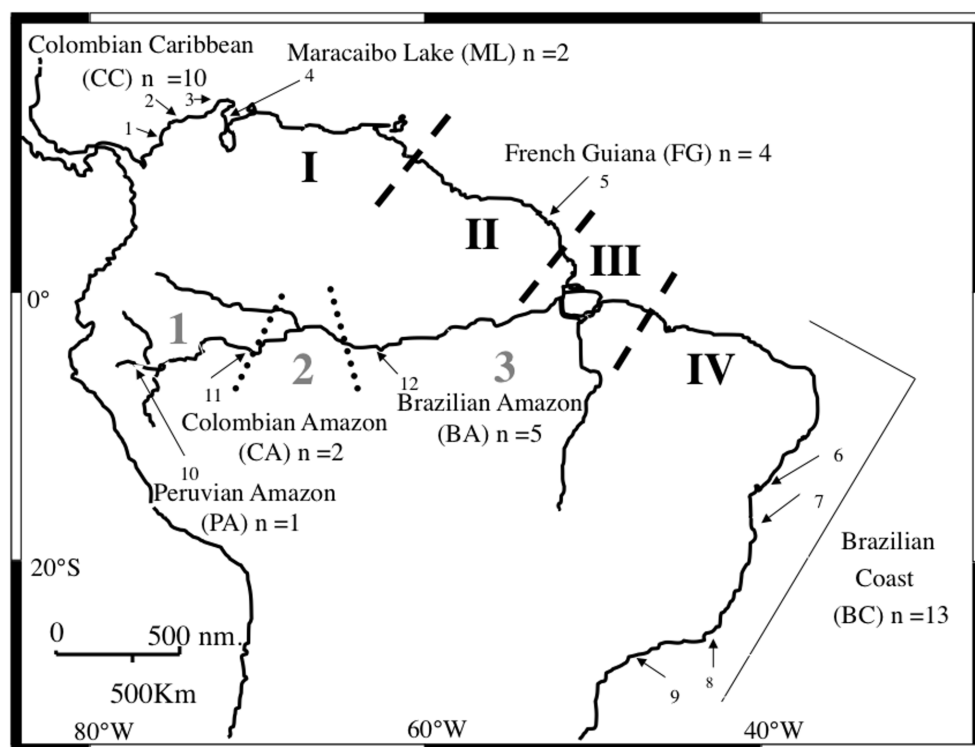 Colombian Caribbean
(CC) n =10
Maracaibo Lake (ML) n =2
4
3
2
1
French Guiana (FG) n = 4
5
I
II
III
0°
1
2
3
IV
11
12
Colombian Amazon
(CA) n =2
Brazilian Amazon
(BA) n =5
10
Peruvian Amazon
(PA) n =1
6
7
Brazilian
Coast
(BC) n =13
20°S
0
500 nm.
500Km
9
8
80°W
60°W
40°W